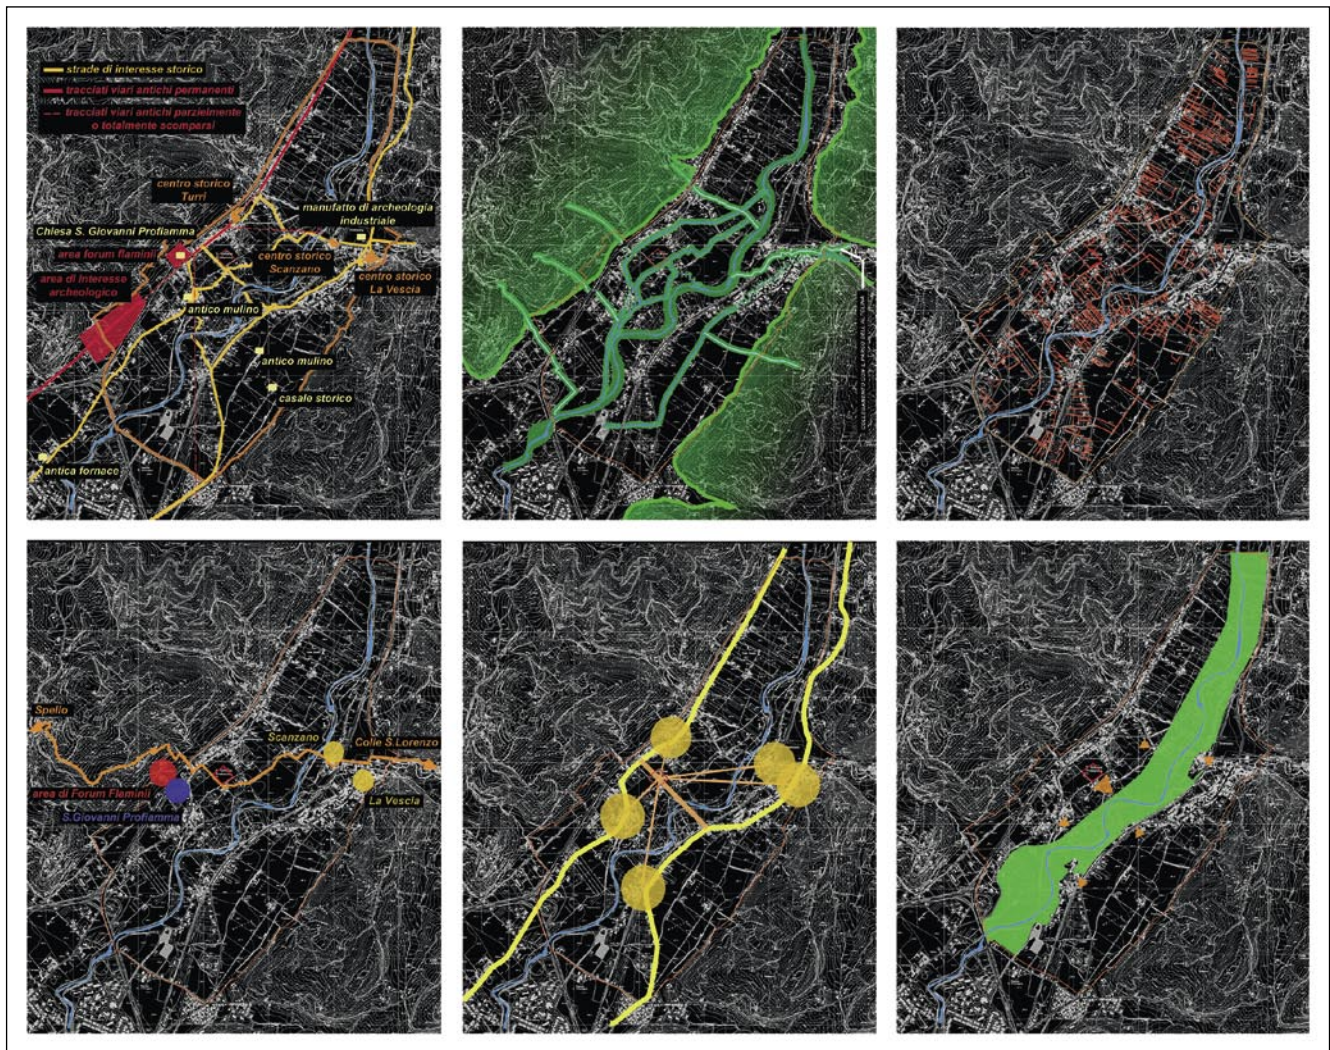 strade di interesse storico
tracciati viari antichi permanenti
tracciati viari antichi parzielmente
o totalmente scomparsi
centro storico
Turri
manufatto di archeologia
industriale
Chiesa S. Giovanni Profiamma
area forum flaminii
centro storico
Scanzano
centro storico
La Vescia
area di interesse
archeologico
antico mulino
antico mulino
casale storico
antica fornace
Spello
Scanzano
Colle S.Lorenzo
area di Forum Flaminii
S.Giovanni Profiamma
La Vescia